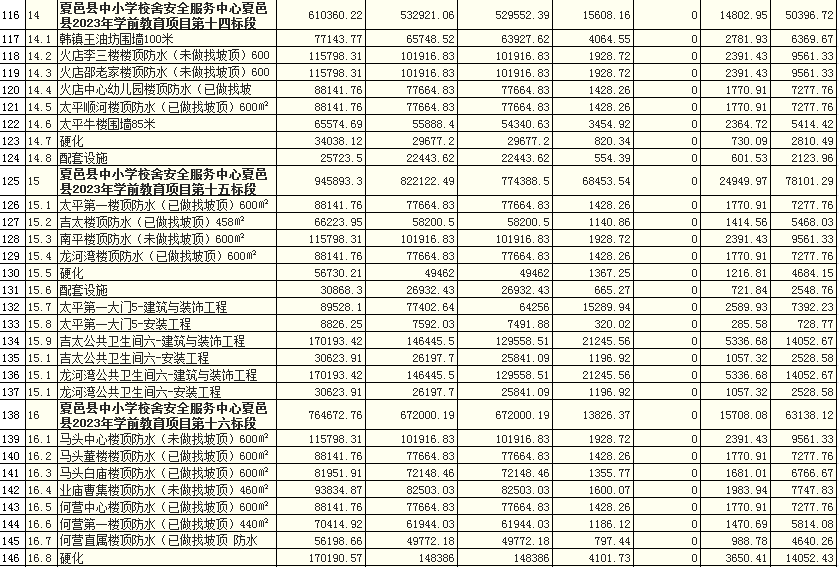 116 14 夏邑县中小学校舍安全服务中心夏邑县2023年学前教育项目第十四标段 610360.22 532921.06 529552.39 15608.16 0 14802.95 50396.72
117 14.1 韩镇王油坊围墙100米 77143.77 65748.52 63927.62 4064.55 0 2781.93 6369.67
118 14.2 火店李三楼楼顶防水（未做找坡顶）600 115798.31 101916.83 101916.83 1928.72 0 2391.43 9561.33
119 14.3 火店邵老家楼顶防水（未做找坡顶）600 115798.31 101916.83 101916.83 1928.72 0 2391.43 9561.33
120 14.4 火店中心幼儿园楼顶防水（已做找坡 88141.76 77664.83 77664.83 1428.26 0 1770.91 7277.76
121 14.5 太平顺河楼顶防水（已做找坡顶）600㎡ 88141.76 77664.83 77664.83 1428.26 0 1770.91 7277.76
122 14.6 太平牛楼围墙85米 65574.69 55888.4 54340.63 3454.92 0 2364.72 5414.42
123 14.7 硬化 34038.12 29677.2 29677.2 820.34 0 730.09 2810.49
124 14.8 配套设施 25723.5 22443.62 22443.62 554.39 0 601.53 2123.96
125 15 夏邑县中小学校舍安全服务中心夏邑县2023年学前教育项目第十五标段 945893.3 822122.49 774388.5 68453.54 0 24949.97 78101.29
126 15.1 太平第一楼顶防水（已做找坡顶）600㎡ 88141.76 77664.83 77664.83 1428.26 0 1770.91 7277.76
127 15.2 吉太楼顶防水（已做找坡顶）458㎡ 66223.95 58200.5 58200.5 1140.86 0 1414.56 5468.03
128 15.3 南平楼顶防水（未做找坡顶）600㎡ 115798.31 101916.83 101916.83 1928.72 0 2391.43 9561.33
129 15.4 龙河湾楼顶防水（已做找坡顶）600㎡ 88141.76 77664.83 77664.83 1428.26 0 1770.91 7277.76
130 15.5 硬化 56730.21 49462 49462 1367.25 0 1216.81 4684.15
131 15.6 配套设施 30868.3 26932.43 26932.43 665.27 0 721.84 2548.76
132 15.7 太平第一大门5-建筑与装饰工程 89528.1 77402.64 64256 15289.94 0 2589.93 7392.23
133 15.8 太平第一大门5-安装工程 8826.25 7592.03 7491.88 320.02 0 285.58 728.77
134 15.9 吉太公共卫生间六-建筑与装饰工程 170193.42 146445.5 129558.51 21245.56 0 5336.68 14052.67
135 15.1 吉太公共卫生间六-安装工程 30623.91 26197.7 25841.09 1196.92 0 1057.32 2528.58
136 15.1 龙河湾公共卫生间六-建筑与装饰工程 170193.42 146445.5 129558.51 21245.56 0 5336.68 14052.67
137 15.1 龙河湾公共卫生间六-安装工程 30623.91 26197.7 25841.09 1196.92 0 1057.32 2528.58
138 16 夏邑县中小学校舍安全服务中心夏邑县2023年学前教育项目第十六标段 764672.76 672000.19 672000.19 13826.37 0 15708.08 63138.12
139 16.1 马头中心楼顶防水（未做找坡顶）600㎡ 115798.31 101916.83 101916.83 1928.72 0 2391.43 9561.33
140 16.2 马头董楼楼顶防水（已做找坡顶）600㎡ 88141.76 77664.83 77664.83 1428.26 0 1770.91 7277.76
141 16.3 马头白庙楼顶防水（已做找坡顶）600㎡ 81951.91 72148.46 72148.46 1355.77 0 1681.01 6766.67
142 16.4 业庙曹集楼顶防水（未做找坡顶）460㎡ 93834.87 82503.03 82503.03 1600.07 0 1983.94 7747.83
143 16.5 何营中心楼顶防水（已做找坡顶）600㎡ 88141.76 77664.83 77664.83 1428.26 0 1770.91 7277.76
144 16.6 何营第一楼顶防水（已做找坡顶）440㎡ 70414.92 61944.03 61944.03 1186.12 0 1470.69 5814.08
145 16.7 何营直属楼顶防水（已做找坡顶 防水 56198.66 49772.18 49772.18 797.44 0 988.78 4640.26
146 16.8 硬化 170190.57 148386 148386 4101.73 0 3650.41 14052.43